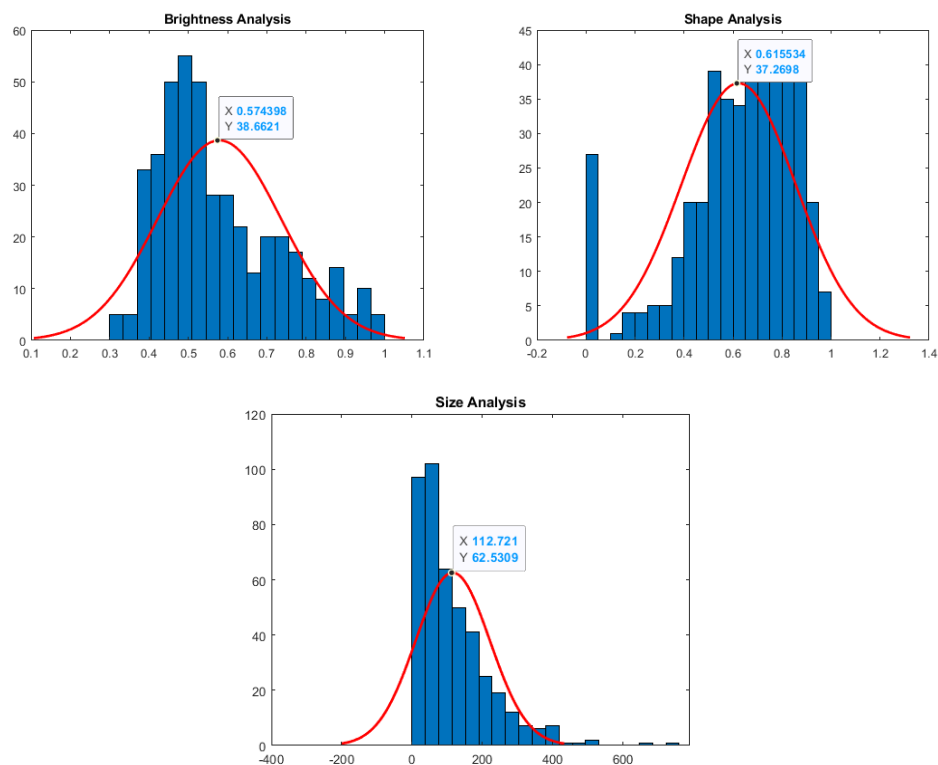 Brightness Analysis
60
50
40
30
20
10
0
X 0.574398
Y 38.6621
0.1 0.2 0.3 0.4 0.5 0.6 0.7 0.8 0.9 1 1.1
Shape Analysis
45
40
35
30
25
20
15
10
5
0
X 0.615534
Y 37.2698
-0.2 0 0.2 0.4 0.6 0.8 1 1.2 1.4
Size Analysis
120
100
80
60
40
20
0
X 112.721
Y 62.5309
-400 -200 0 200 400 600